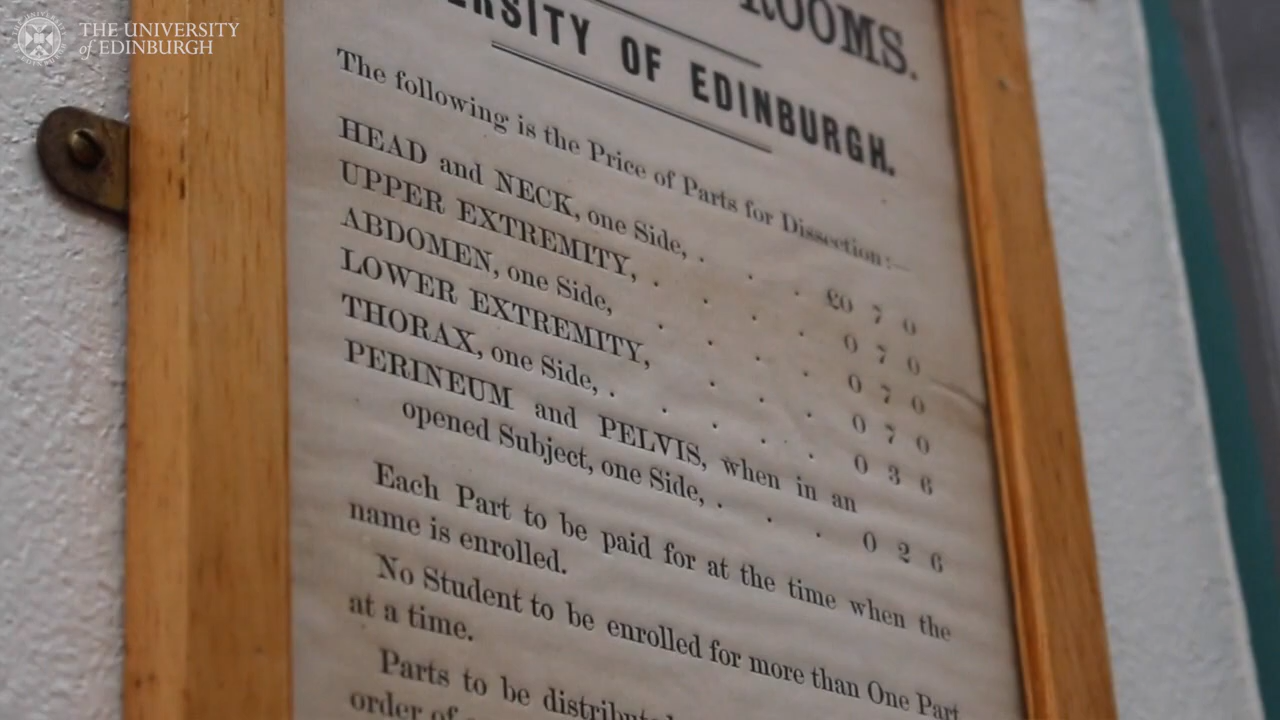 THE UNIVERSITY
of EDINBURGH
ROOMS.
ERSITY OF EDINBURGH.
The following is the Price of Parts for Dissection:—
HEAD and NECK, one Side, . . . £0 7 0
UPPER EXTREMITY, . . . . 0 7 0
ABDOMEN, one Side, . . . . 0 7 0
LOWER EXTREMITY, . . . 0 7 0
THORAX, one Side, . . . . . 0 3 6
PERINEUM and PELVIS, when in an
opened Subject, one Side, . . . 0 2 6
Each Part to be paid for at the time when the
name is enrolled.
No Student to be enrolled for more than One Part
at a time.
Parts to be
order of